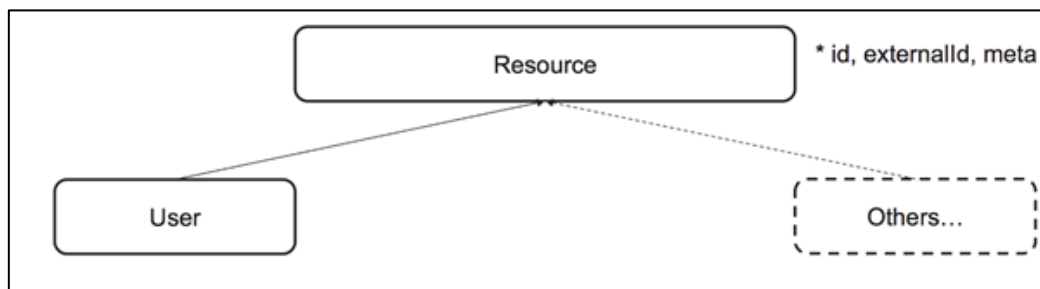 Resource
* id, externalId, meta
User
Others...